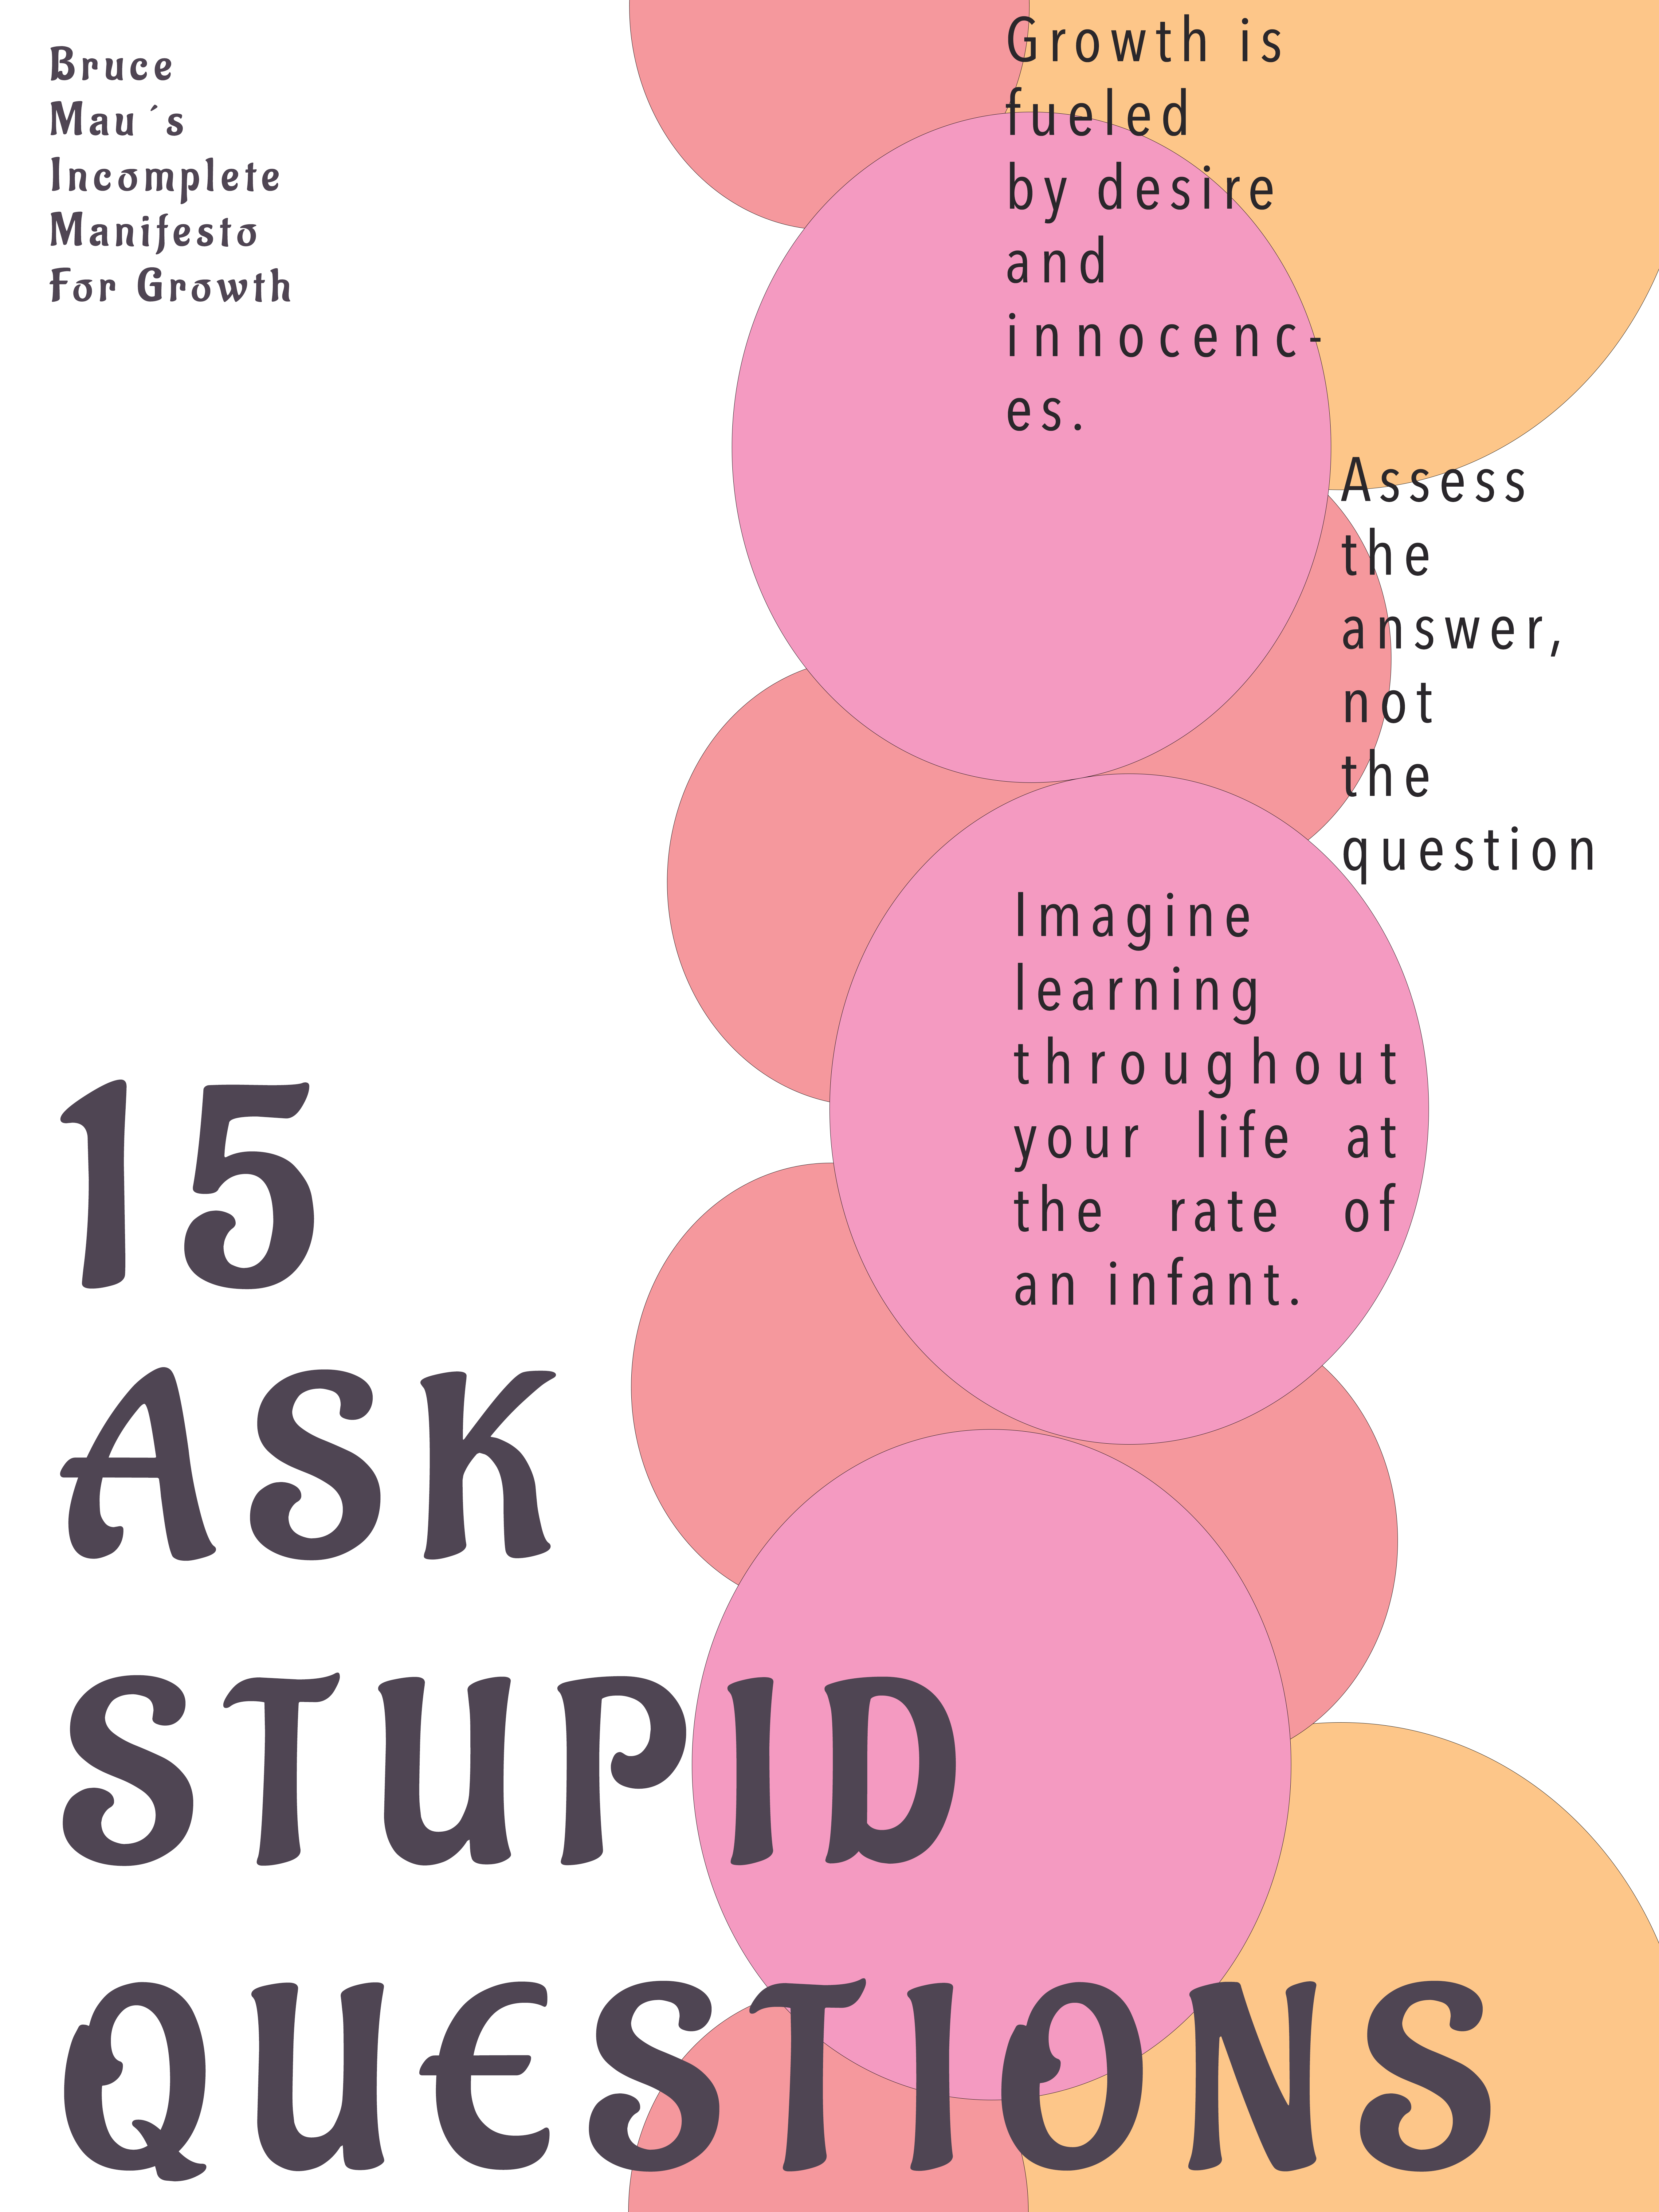 Bruce
Mau´s
Incomplete
Manifesto
For Growth
Growth is
fueled
by desire
and
innocenc-
es.
Assess
the
answer,
not
the
question
Imagine
learning
throughout
your life at
the rate of
an infant.
15
ASK
STUPID
QUESTIONS